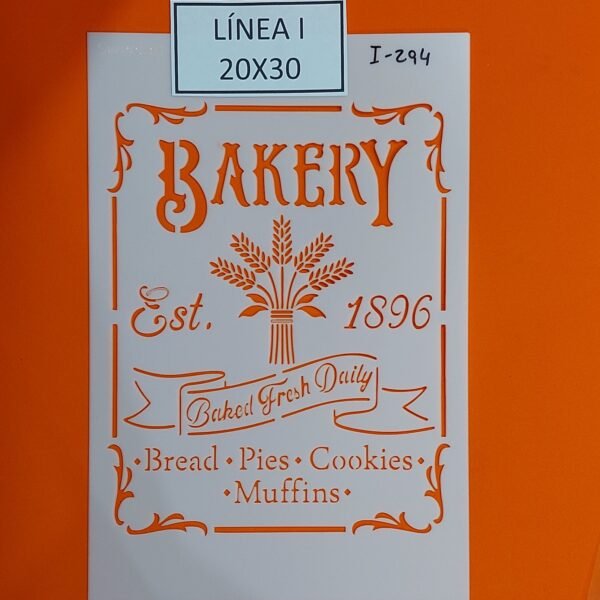 LÍNEA I
20X30
I-294
BAKERY
Est. 1896
Baked Fresh Daily
·Bread · Pies · Cookies·
·Muffins·